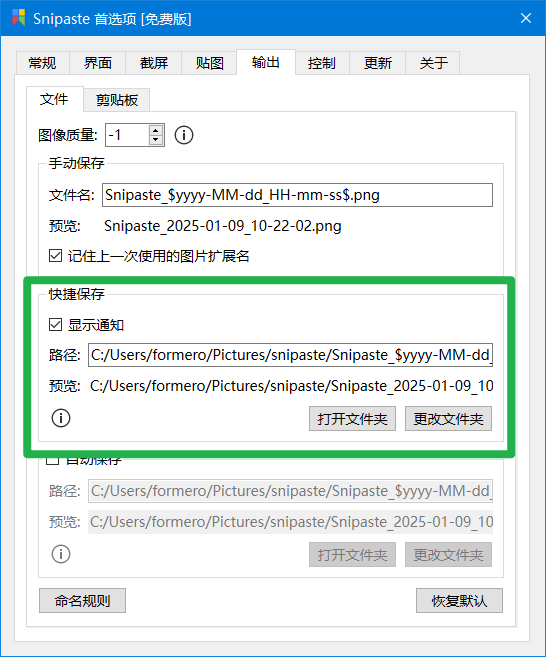 Snipaste 首选项 [免费版]
常规 界面 截屏 贴图 输出 控制 更新 关于
文件 剪贴板
图像质量: -1
手动保存
文件名: Snipaste_$yyyy-MM-dd_HH-mm-ss$.png
预览: Snipaste_2025-01-09_10-22-02.png
记住上一次使用的图片扩展名
快捷保存
显示通知
路径: C:/Users/formero/Pictures/snipaste/Snipaste_$yyyy-MM-dd_
预览: C:/Users/formero/Pictures/snipaste/Snipaste_2025-01-09_10
打开文件夹 更改文件夹
自动保存
路径: C:/Users/formero/Pictures/snipaste/Snipaste_$yyyy-MM-dd_
预览: C:/Users/formero/Pictures/snipaste/Snipaste_2025-01-09_10
打开文件夹 更改文件夹
命名规则 恢复默认